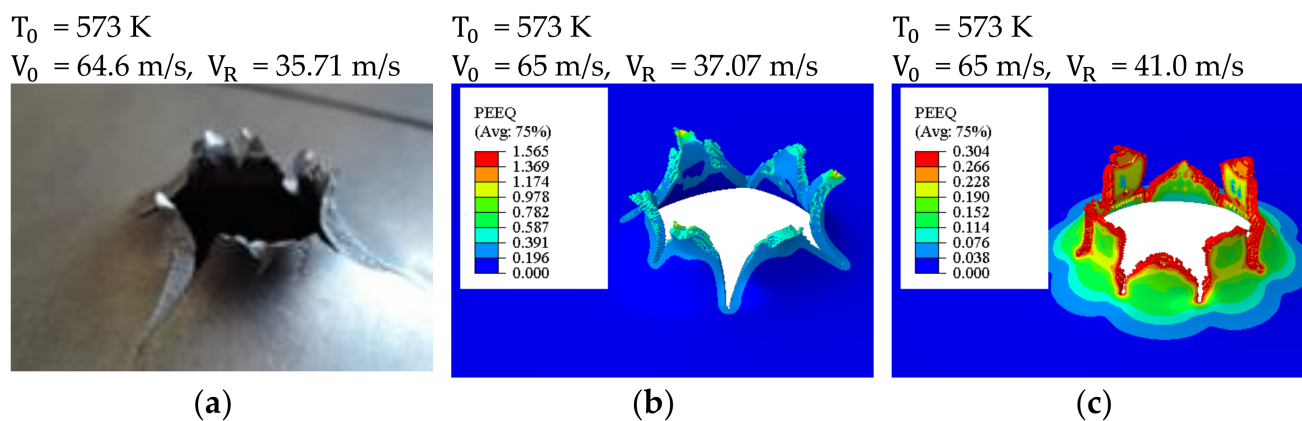 T₀ = 573 K
V₀ = 64.6 m/s, V_R = 35.71 m/s
T₀ = 573 K
V₀ = 65 m/s, V_R = 37.07 m/s
T₀ = 573 K
V₀ = 65 m/s, V_R = 41.0 m/s
PEEQ
(Avg: 75%)
1.565
1.369
1.174
0.978
0.782
0.587
0.391
0.196
0.000
PEEQ
(Avg: 75%)
0.304
0.266
0.228
0.190
0.152
0.114
0.076
0.038
0.000
(a)
(b)
(c)